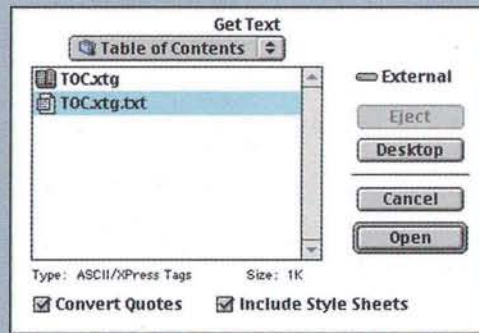 Get Text
Table of Contents
TOC.xtg
TOC.xtg.txt
External
Eject
Desktop
Cancel
Open
Type: ASCII/XPress Tags Size: 1K
Convert Quotes Include Style Sheets